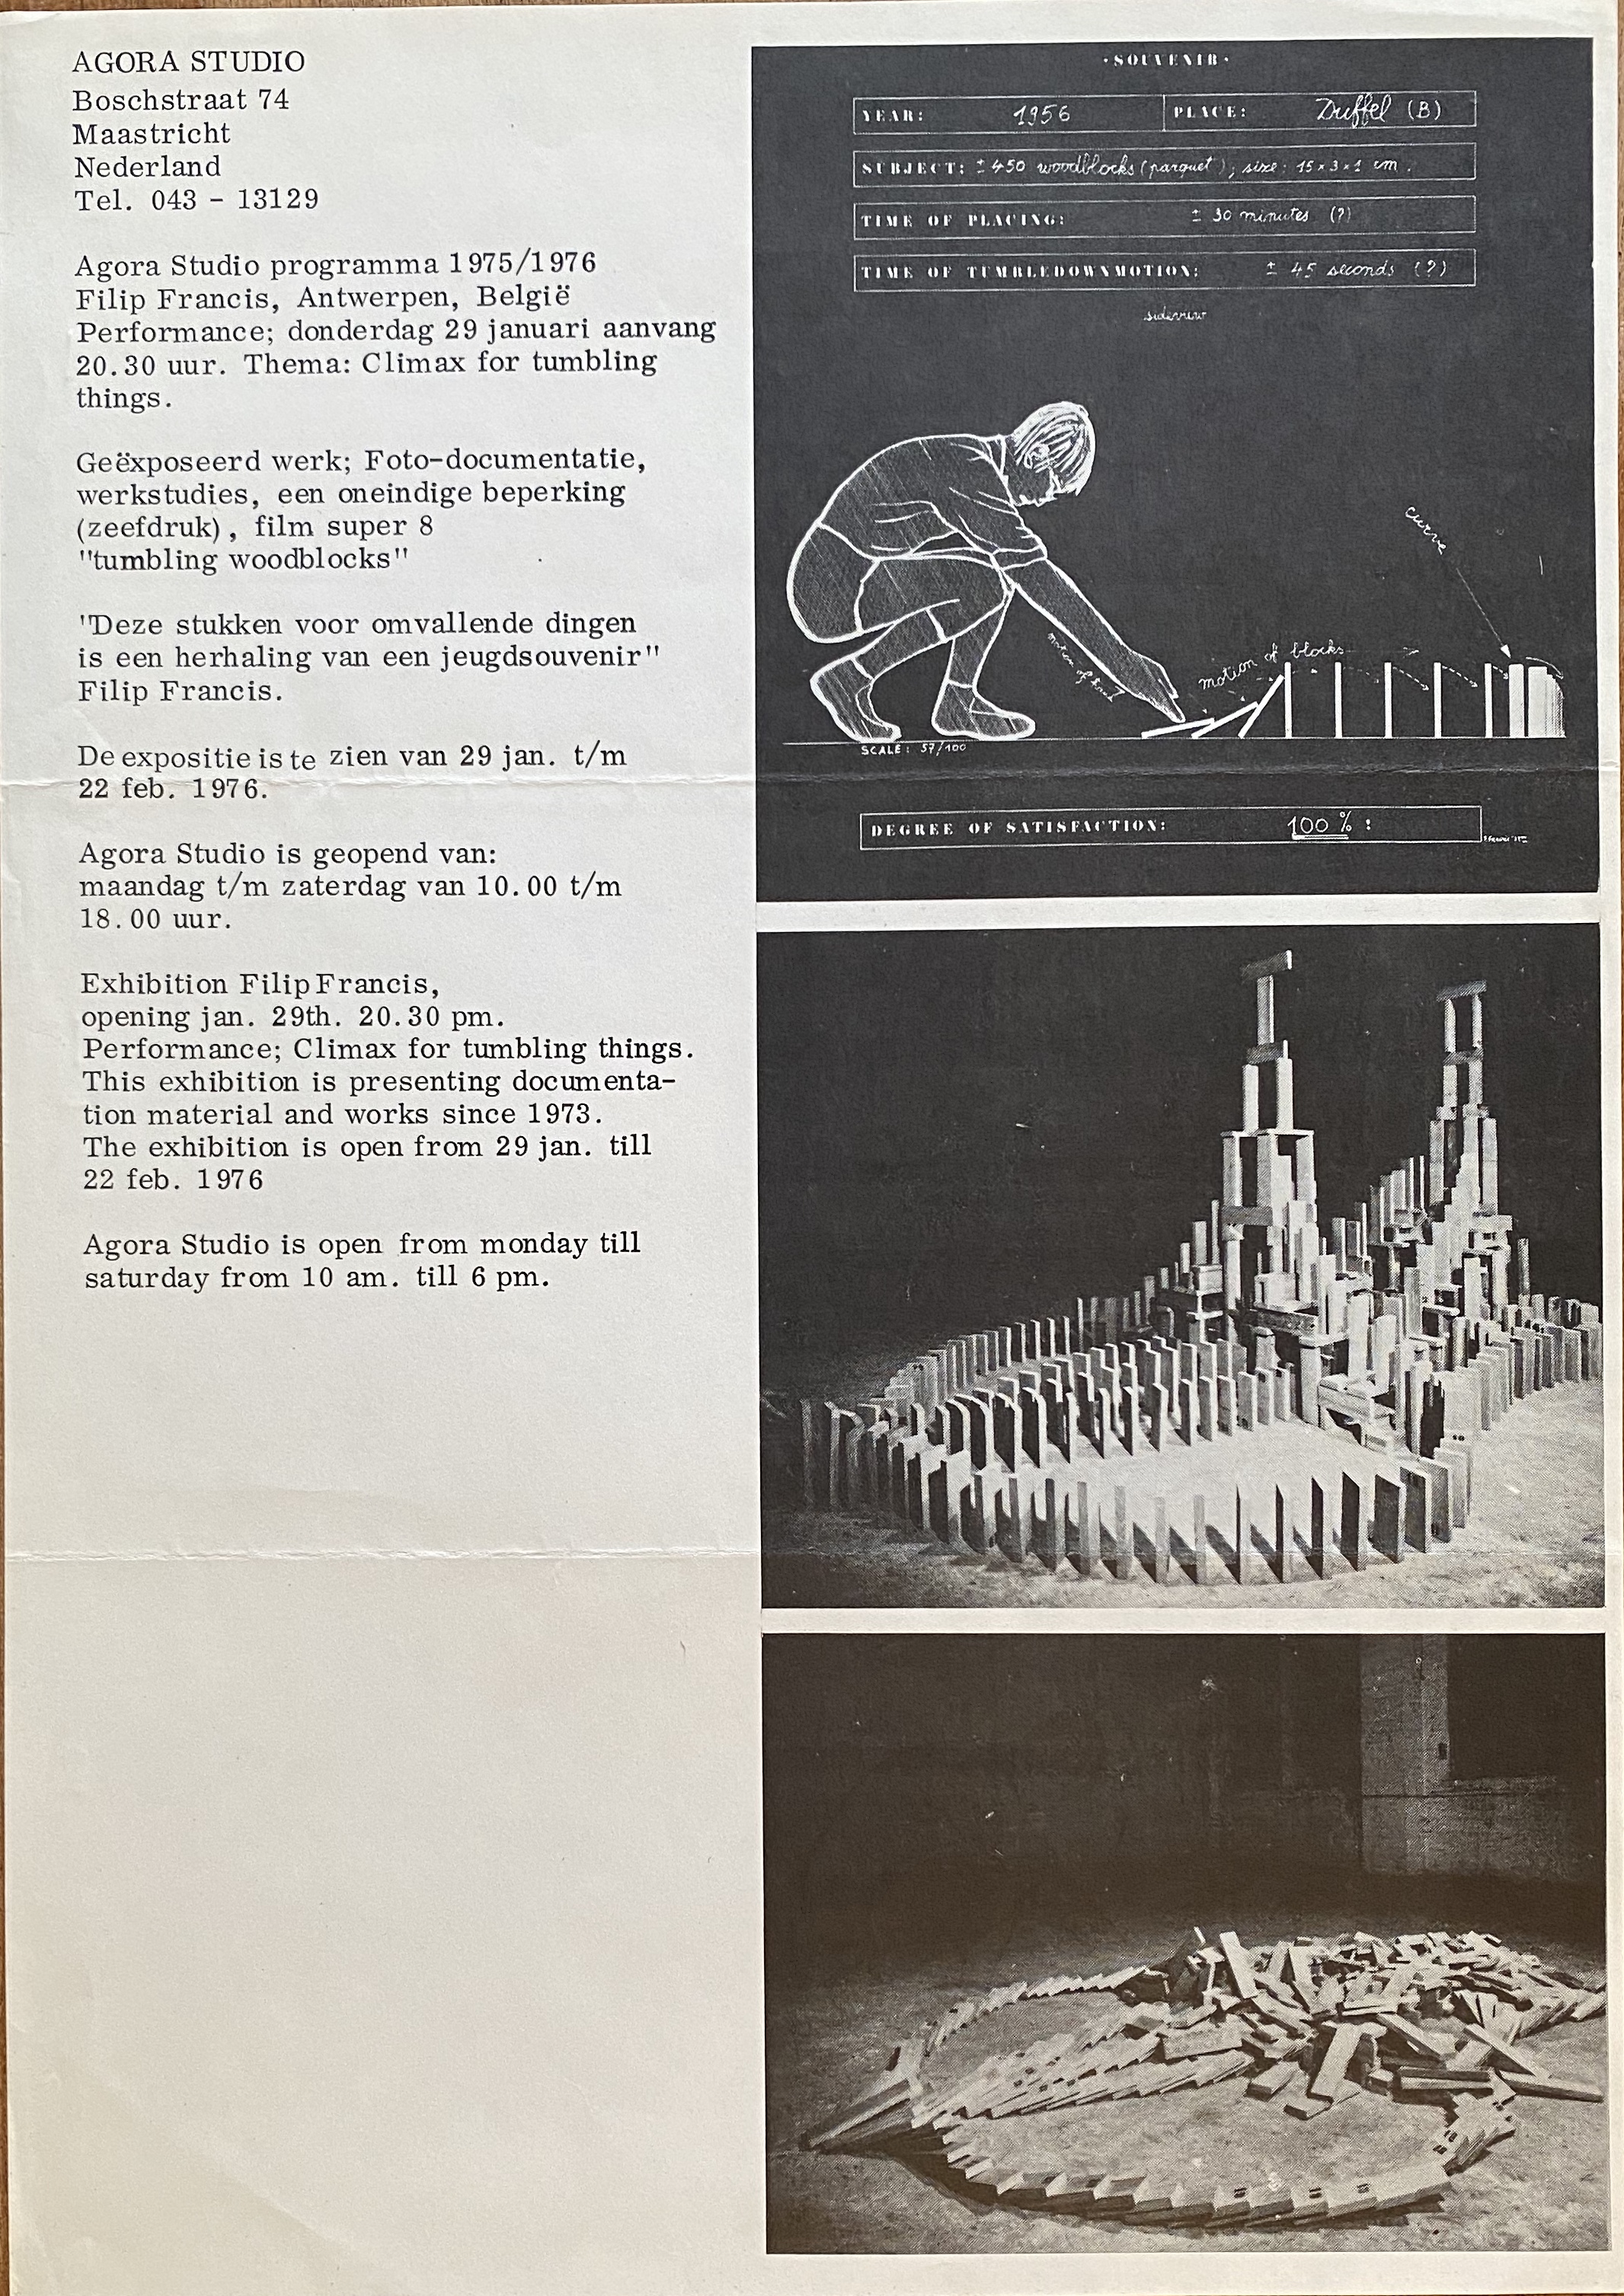 AGORA STUDIO
Boschstraat 74
Maastricht
Nederland
Tel. 043 - 13129
Agora Studio programma 1975/1976
Filip Francis, Antwerpen, België
Performance; donderdag 29 januari aanvang
20.30 uur. Thema: Climax for tumbling
things.
Geëxposeerd werk; Foto-documentatie,
werkstudies, een oneindige beperking
(zeefdruk), film super 8
"tumbling woodblocks"
'Deze stukken voor omvallende dingen
is een herhaling van een jeugdsouvenir"
Filip Francis.
De expositie is te zien van 29 jan. t/m
22 feb. 1976.
Agora Studio is geopend van:
maandag t/m zaterdag van 10.00 t/m
18.00 uur.
Exhibition Filip Francis,
opening jan. 29th. 20.30 pm.
Performance; Climax for tumbling things.
This exhibition is presenting documenta-
tion material and works since 1973.
The exhibition is open from 29 jan. till
22 feb. 1976
Agora Studio is open from monday till
saturday from 10 am. till 6 pm.
·SOUVENIR·
YEAR: 1956 PLACE: Duffel (B)
SUBJECT: ± 450 woodblocks (parquet); size: 15 x 3 x 1 cm.
TIME OF PLACING: ± 30 minutes (?)
TIME OF TUMBLEDOWNMOTION: ± 45 seconds (?)
sideview
curve
motion of hand
motion of blocks
SCALE: 57/100
DEGREE OF SATISFACTION: 100 % :